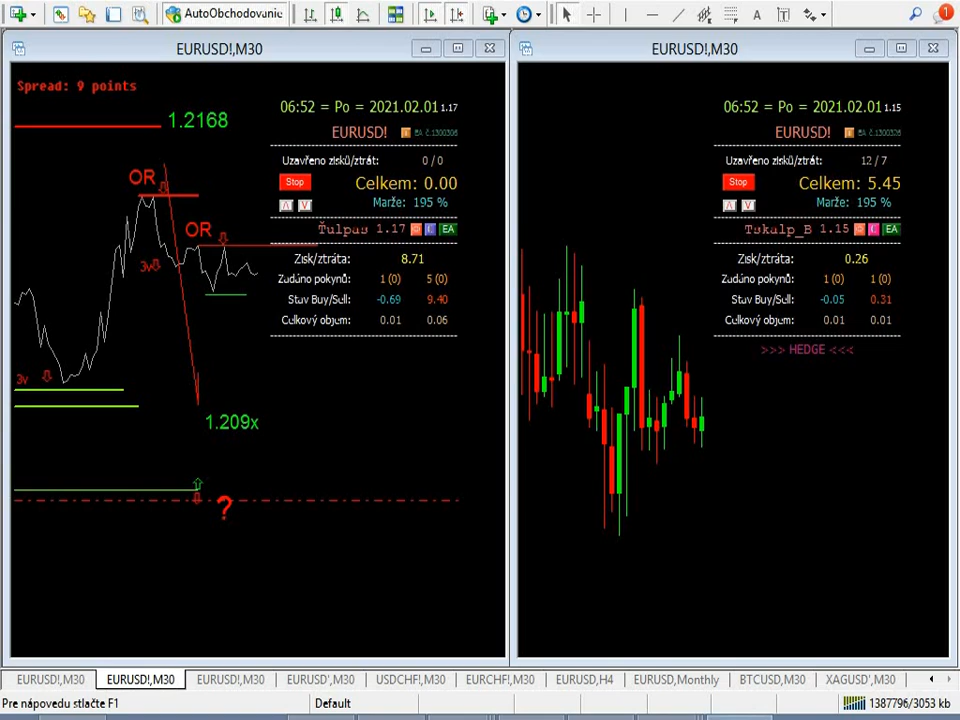 AutoObchodovanie
1
EURUSD!,M30
Spread: 9 points
06:52 = Po = 2021.02.01 1.17
1.2168
EURUSD!
Uzavřeno zisků/ztrát: 0 / 0
Stop Celkem: 0.00
Marže: 195 %
OR
OR
Ťulpas 1.17 EA
Zisk/ztráta: 8.71
3v
Zadáno pokynů: 1 (0) 5 (0)
Stav Buy/Sell: -0.69 9.40
Celkový objem: 0.01 0.06
3v
1.209x
?
EURUSD!,M30
06:52 = Po = 2021.02.01 1.15
EURUSD!
Uzavřeno zisků/ztrát: 12 / 7
Stop Celkem: 5.45
Marže: 195 %
Tskalp_B 1.15 EA
Zisk/ztráta: 0.26
Zadáno pokynů: 1 (0) 1 (0)
Stav Buy/Sell: -0.05 0.31
Celkový objem: 0.01 0.01
>>> HEDGE <<<
EURUSD!,M30 EURUSD!,M30 EURUSD!,M30 EURUSD',M30 USDCHF!,M30 EURCHF!,M30 EURUSD,H4 EURUSD,Monthly BTCUSD,M30 XAGUSD',M30
Pre nápovedu stlačte F1 Default 1387796/3053 kb